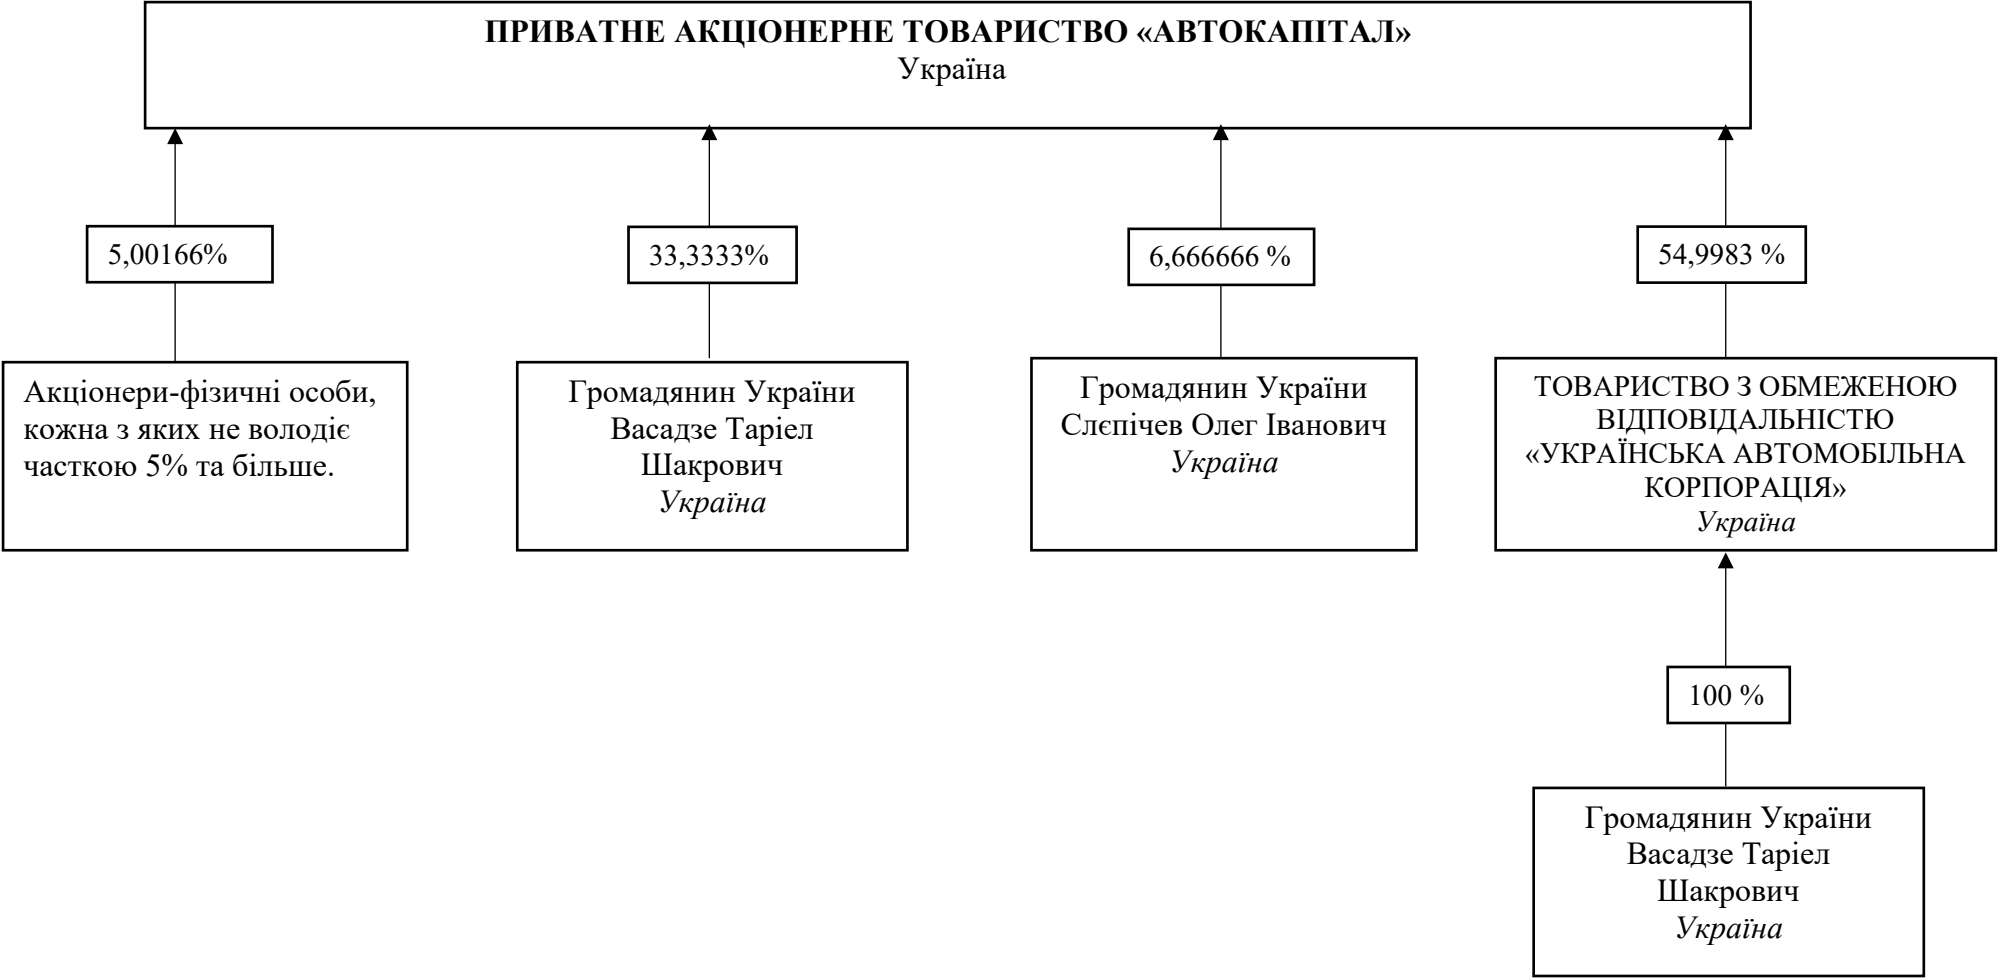 ПРИВАТНЕ АКЦІОНЕРНЕ ТОВАРИСТВО «АВТОКАПІТАЛ»
Україна
5,00166%
33,3333%
6,666666 %
54,9983 %
Акціонери-фізичні особи,
кожна з яких не володіє
часткою 5% та більше.
Громадянин України
Васадзе Таріел
Шакрович
Україна
Громадянин України
Слєпічев Олег Іванович
Україна
ТОВАРИСТВО З ОБМЕЖЕНОЮ
ВІДПОВІДАЛЬНІСТЮ
«УКРАЇНСЬКА АВТОМОБІЛЬНА
КОРПОРАЦІЯ»
Україна
100 %
Громадянин України
Васадзе Таріел
Шакрович
Україна